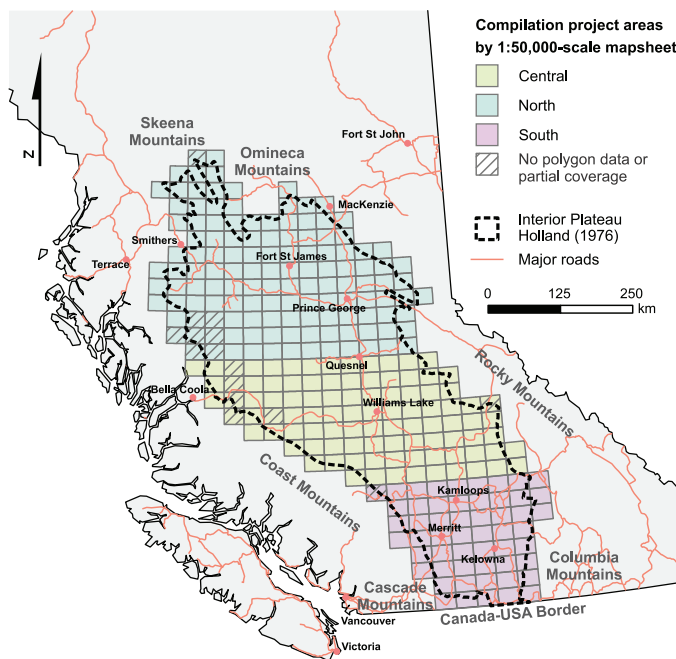 Compilation project areas
by 1:50,000-scale mapsheet
Central
North
South
No polygon data or
partial coverage
Interior Plateau
Holland (1976)
Major roads
0 125 250
km
N
Skeena
Mountains
Omineca
Mountains
Fort St John
MacKenzie
Smithers
Terrace
Fort St James
Prince George
Quesnel
Rocky Mountains
Bella Coola
Williams Lake
Coast Mountains
Kamloops
Merritt
Kelowna
Columbia
Mountains
Cascade
Mountains
Canada-USA Border
Vancouver
Victoria